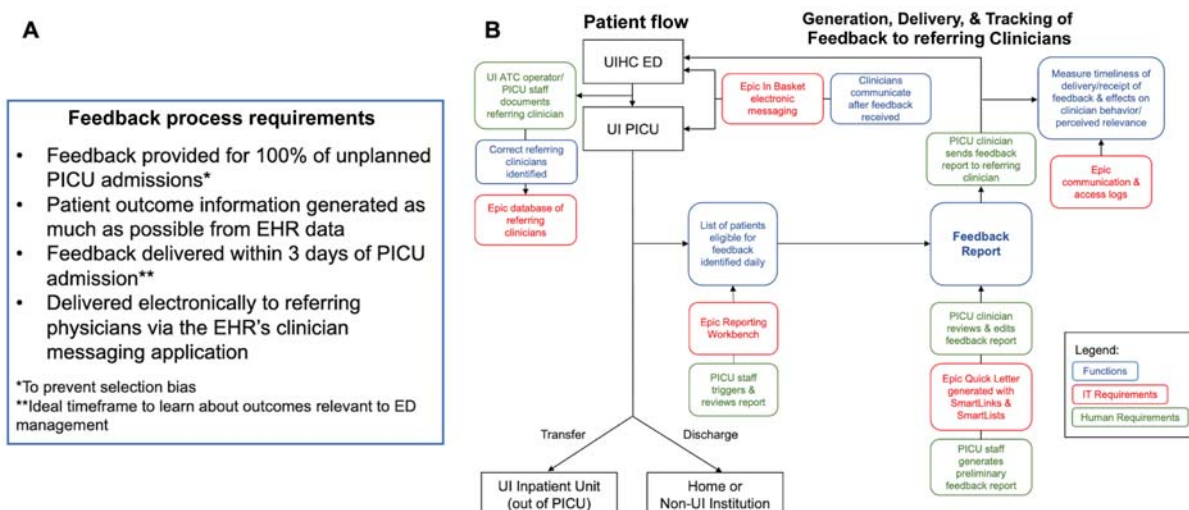 A
Feedback process requirements
• Feedback provided for 100% of unplanned
PICU admissions*
• Patient outcome information generated as
much as possible from EHR data
• Feedback delivered within 3 days of PICU
admission**
• Delivered electronically to referring
physicians via the EHR's clinician
messaging application
*To prevent selection bias
**Ideal timeframe to learn about outcomes relevant to ED
management
B
Patient flow
Generation, Delivery, & Tracking of
Feedback to referring Clinicians
UIHC ED
UI PICU
UI ATC operator/
PICU staff
documents
referring clinician
Correct referring
clinicians
identified
Epic database of
referring
clinicians
Epic In Basket
electronic
messaging
Clinicians
communicate
after feedback
received
Measure timeliness of
delivery/receipt of
feedback & effects on
clinician behavior/
perceived relevance
Epic
communication &
access logs
PICU clinician
sends feedback
report to referring
clinician
List of patients
eligible for
feedback
identified daily
Feedback
Report
Epic Reporting
Workbench
PICU staff
triggers &
reviews report
PICU clinician
reviews & edits
feedback report
Epic Quick Letter
generated with
SmartLinks &
SmartLists
PICU staff
generates
preliminary
feedback report
Legend:
Functions
IT Requirements
Human Requirements
Transfer
Discharge
UI Inpatient Unit
(out of PICU)
Home or
Non-UI Institution